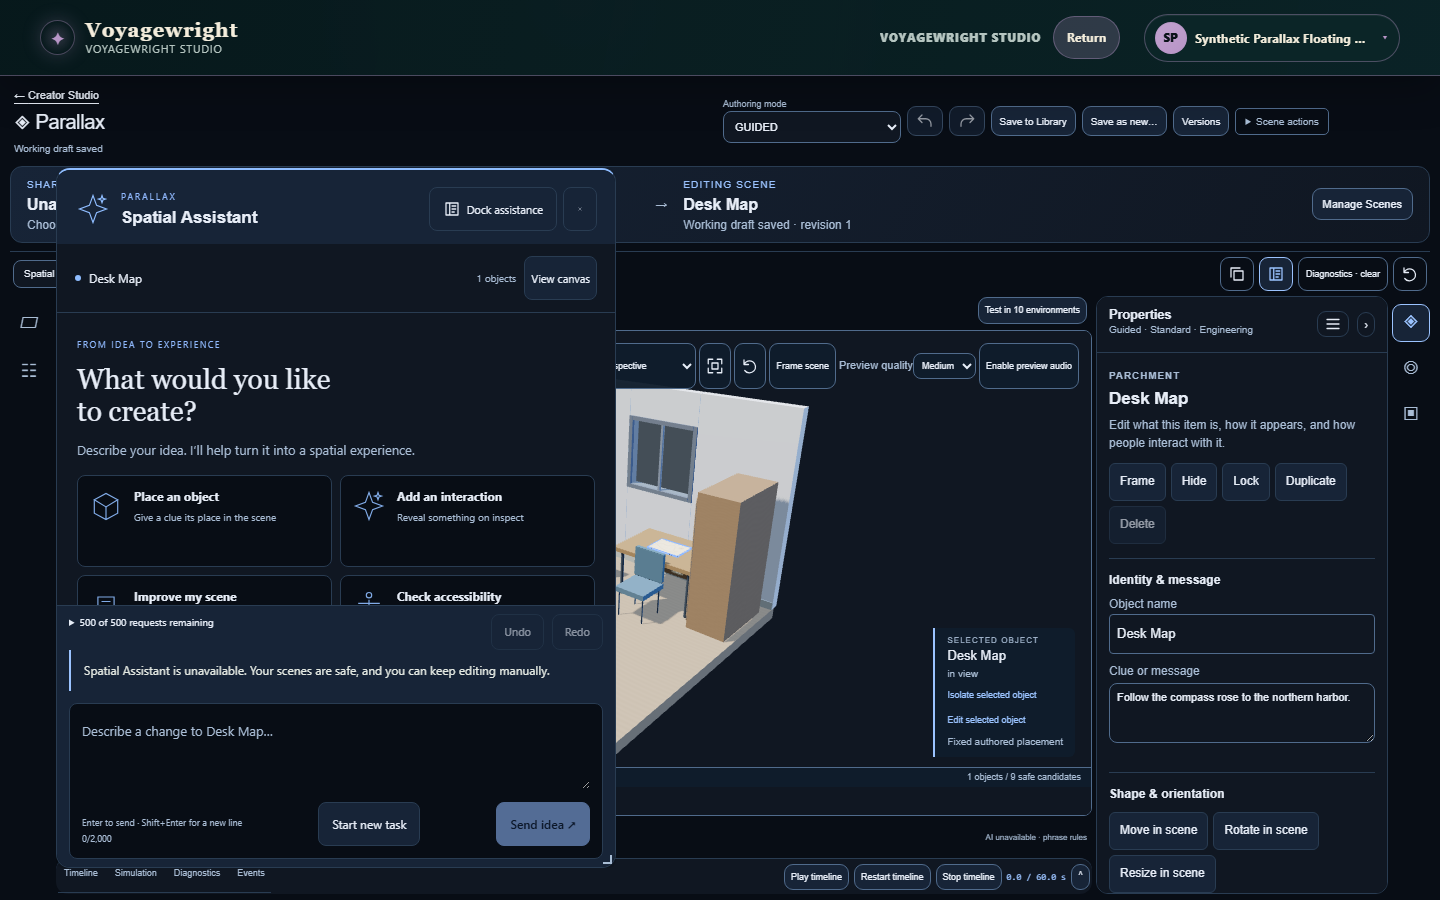 Voyagewright
VOYAGEWRIGHT STUDIO
VOYAGEWRIGHT STUDIO
Return
SP
Synthetic Parallax Floating ...
← Creator Studio
Parallax
Working draft saved
Authoring mode
GUIDED
Save to Library
Save as new...
Versions
Scene actions
SHAR
Una
Choo
→
EDITING SCENE
Desk Map
Working draft saved · revision 1
Manage Scenes
PARALLAX
Spatial Assistant
Dock assistance
Desk Map
1 objects
View canvas
Spatial
Diagnostics · clear
Test in 10 environments
FROM IDEA TO EXPERIENCE
What would you like
to create?
Describe your idea. I'll help turn it into a spatial experience.
Place an object
Give a clue its place in the scene
Add an interaction
Reveal something on inspect
Improve my scene
Check accessibility
500 of 500 requests remaining
Undo
Redo
Spatial Assistant is unavailable. Your scenes are safe, and you can keep editing manually.
Describe a change to Desk Map...
Enter to send · Shift+Enter for a new line
0/2,000
Start new task
Send idea ↗
spective
Frame scene
Preview quality
Medium
Enable preview audio
SELECTED OBJECT
Desk Map
in view
Isolate selected object
Edit selected object
Fixed authored placement
1 objects / 9 safe candidates
AI unavailable · phrase rules
Timeline
Simulation
Diagnostics
Events
Play timeline
Restart timeline
Stop timeline
0.0 / 60.0 s
Properties
Guided · Standard · Engineering
PARCHMENT
Desk Map
Edit what this item is, how it appears, and how
people interact with it.
Frame
Hide
Lock
Duplicate
Delete
Identity & message
Object name
Desk Map
Clue or message
Follow the compass rose to the northern harbor.
Shape & orientation
Move in scene
Rotate in scene
Resize in scene